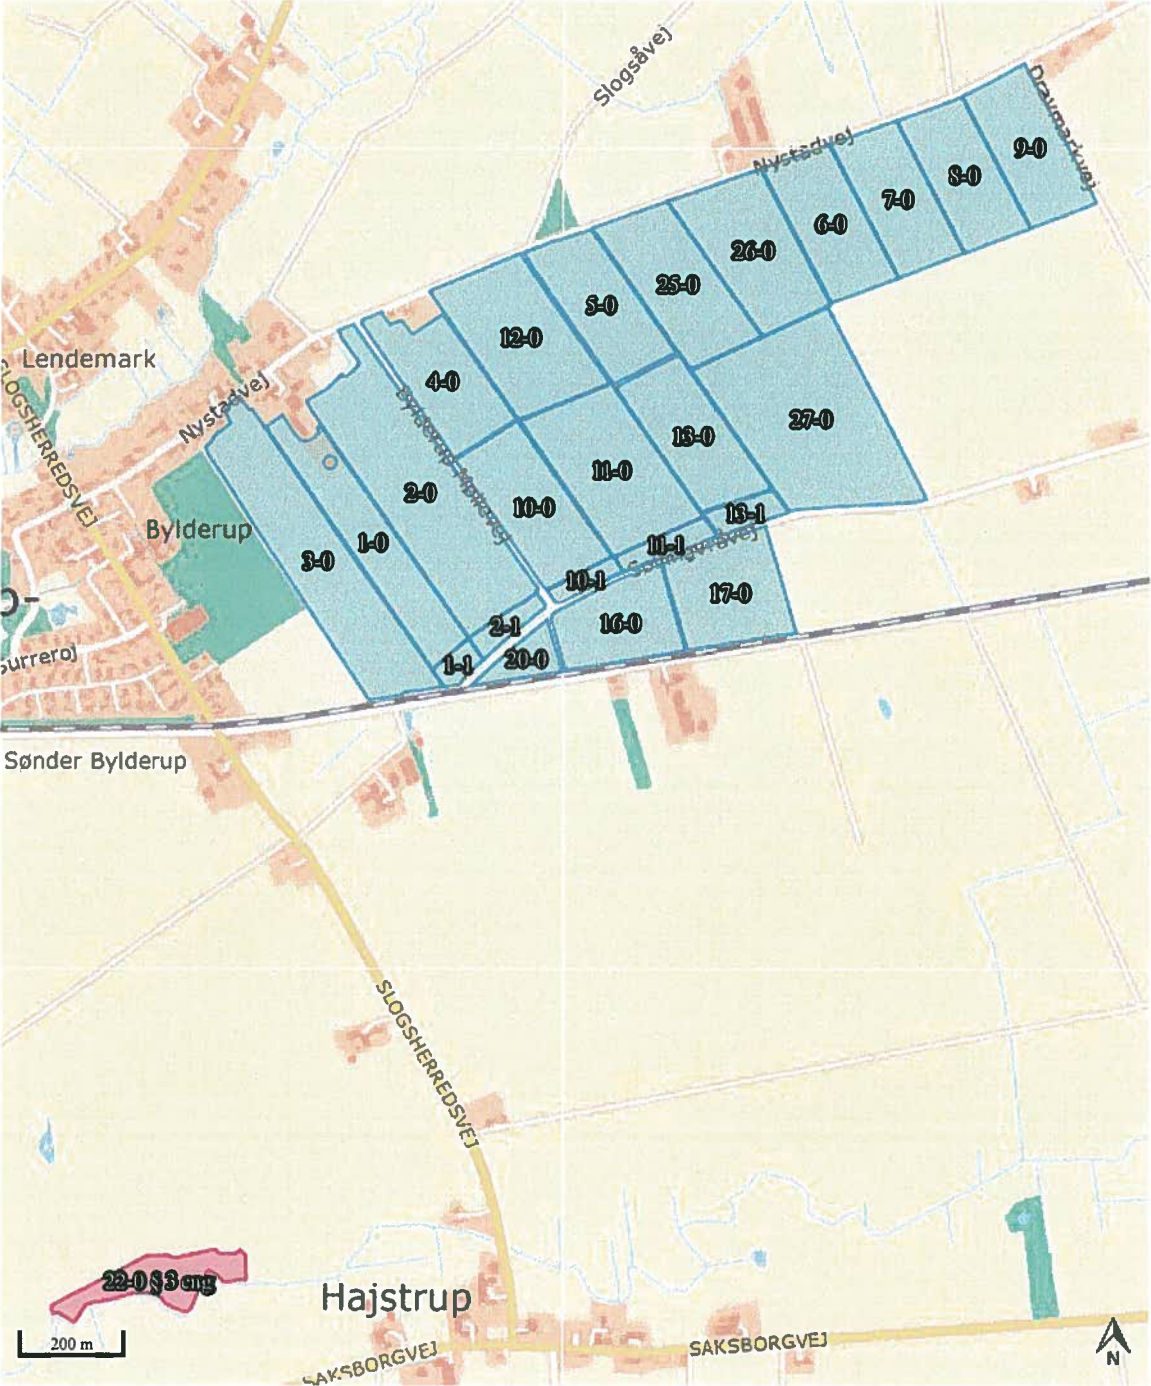 Slogsåvej
Dravmarkvej
Nystadvej
9-0
8-0
7-0
6-0
26-0
25-0
5-0
12-0
4-0
Lendemark
Nystadvej
SLOGSHERREDSVEJ
27-0
13-0
11-0
10-0
2-0
Bylderup
13-1
11-1
1-0
3-0
10-1
17-0
16-0
2-1
20-0
1-1
Sønder Bylderup
SLOGSHERREDSVEJ
22-0 § 3 eng
Hajstrup
200 m
SAKSBORGVEJ
SAKSBORGVEJ
N